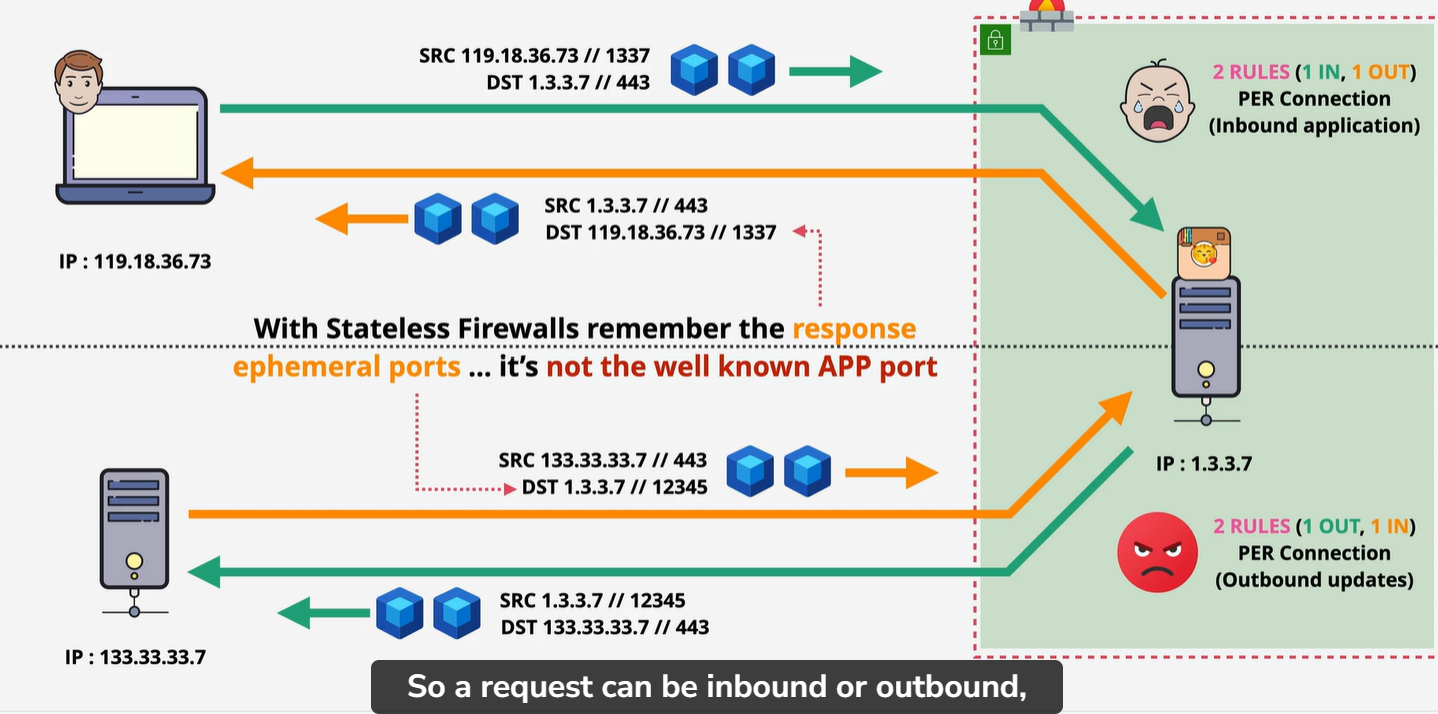 SRC 119.18.36.73 // 1337
DST 1.3.3.7 // 443
2 RULES (1 IN, 1 OUT)
PER Connection
(Inbound application)
SRC 1.3.3.7 // 443
DST 119.18.36.73 // 1337
IP : 119.18.36.73
With Stateless Firewalls remember the response
ephemeral ports ... it's not the well known APP port
SRC 133.33.33.7 // 443
DST 1.3.3.7 // 12345
IP : 1.3.3.7
2 RULES (1 OUT, 1 IN)
PER Connection
(Outbound updates)
SRC 1.3.3.7 // 12345
DST 133.33.33.7 // 443
IP : 133.33.33.7
So a request can be inbound or outbound,